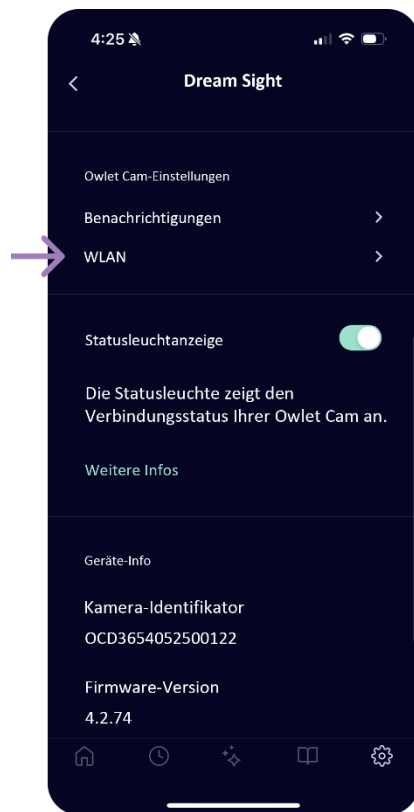 4:25
Dream Sight
Owlet Cam-Einstellungen
Benachrichtigungen
WLAN
Statusleuchtanzeige
Die Statusleuchte zeigt den
Verbindungsstatus Ihrer Owlet Cam an.
Weitere Infos
Geräte-Info
Kamera-Identifikator
OCD3654052500122
Firmware-Version
4.2.74